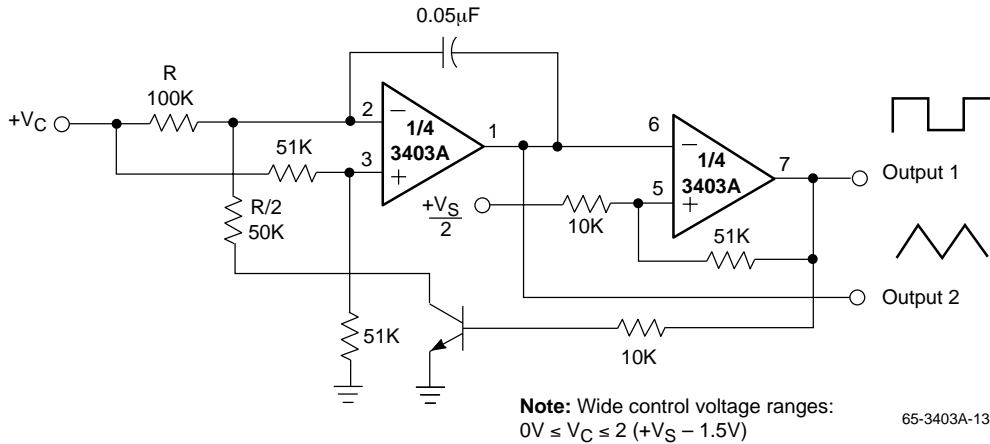 0.05µF
R
100K
+VC
2
−
1/4
3403A
1
3
+
51K
R/2
50K
51K
+VS
2
10K
6
−
1/4
3403A
7
5
+
51K
Output 1
Output 2
10K
Note: Wide control voltage ranges:
0V ≤ VC ≤ 2 (+VS – 1.5V)
65-3403A-13